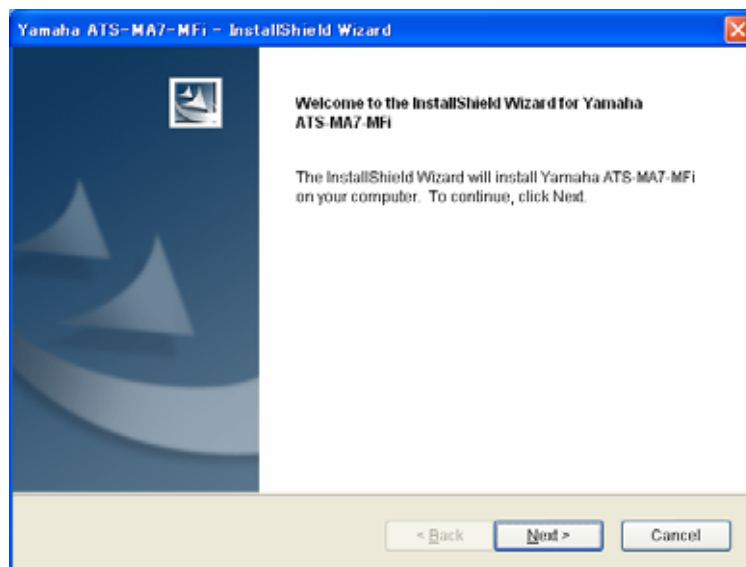 Yamaha ATS-MA7-MFi - InstallShield Wizard
Welcome to the InstallShield Wizard for Yamaha
ATS-MA7-MFi
The InstallShield Wizard will install Yamaha ATS-MA7-MFi
on your computer. To continue, click Next.
< Back Next > Cancel